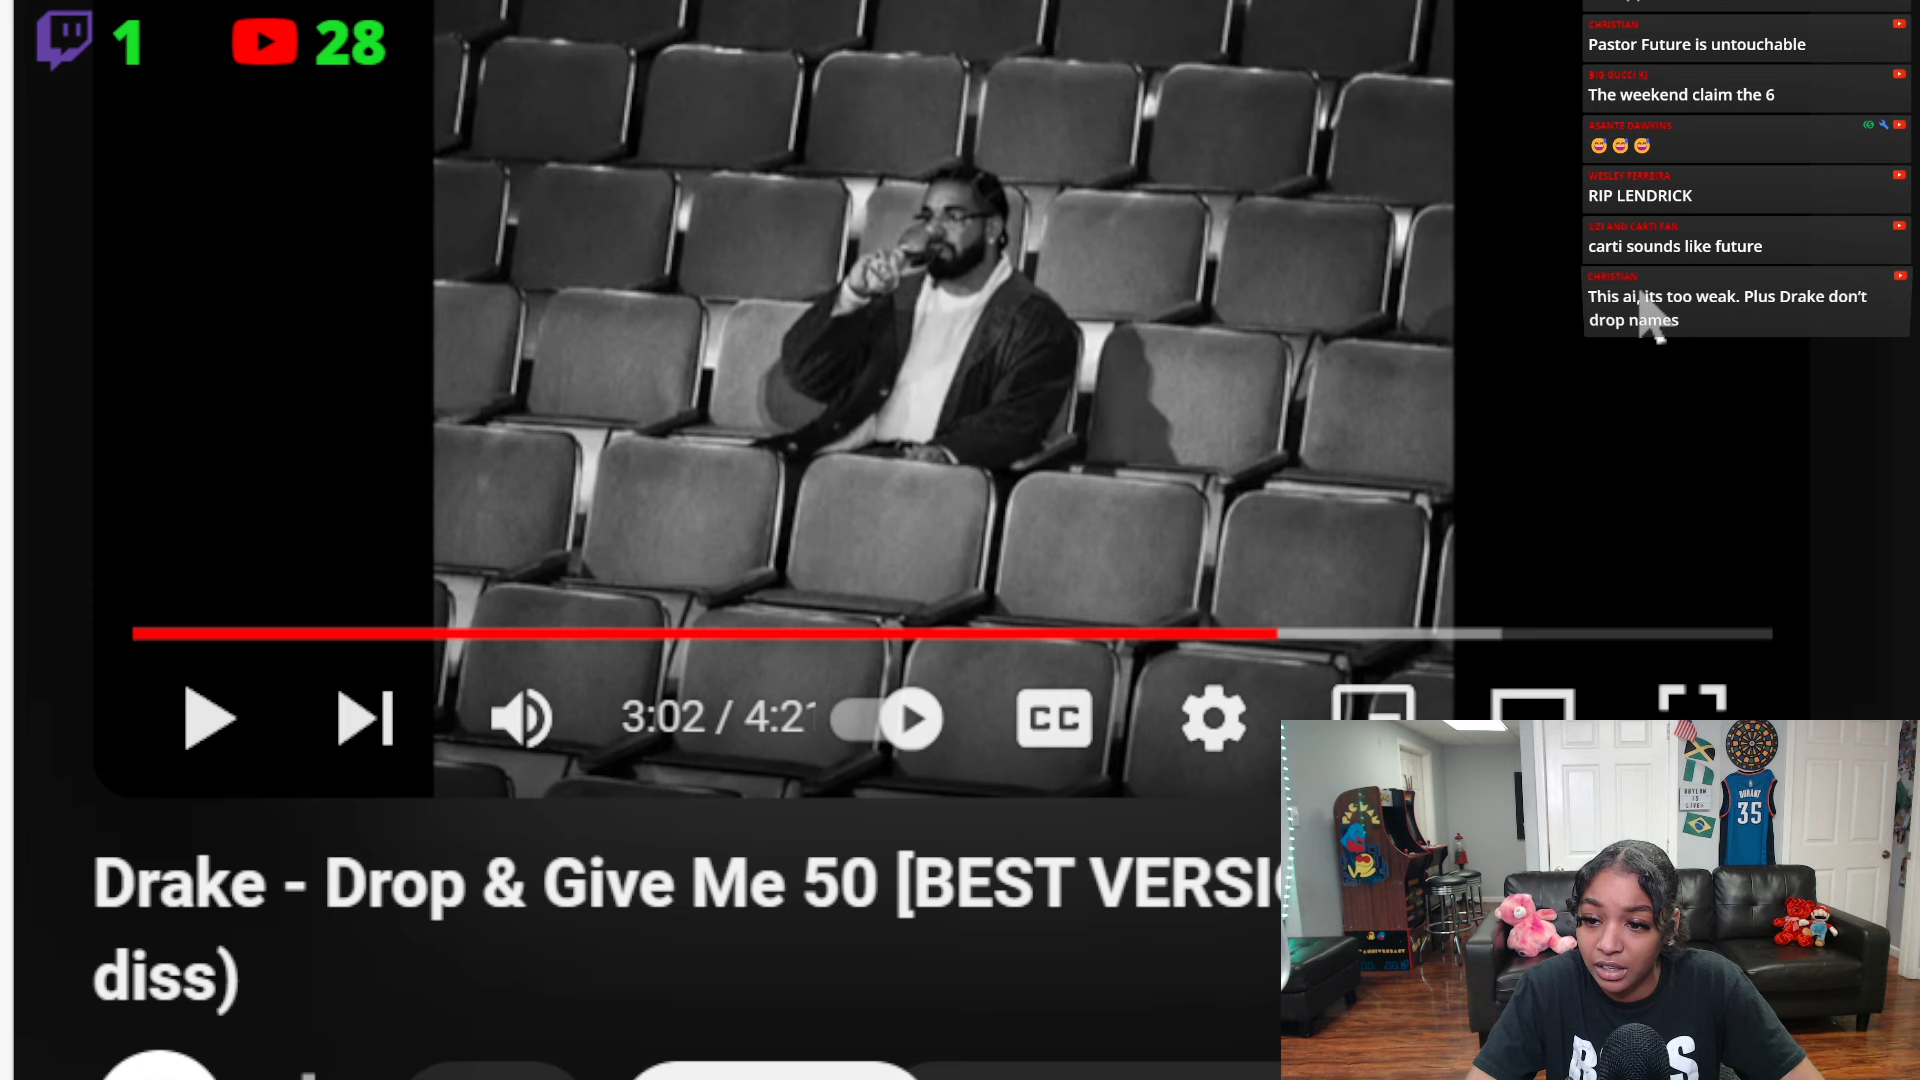 1
28
CHRISTIAN
Pastor Future is untouchable
BIG GUCCI KJ
The weekend claim the 6
ASANTE DAWKINS
WESLEY FERREIRA
RIP LENDRICK
UZI AND CARTI FAN
carti sounds like future
CHRISTIAN
This ai, its too weak. Plus Drake don't
drop names
3:02 / 4:21
CC
Drake - Drop & Give Me 50 [BEST VERSI
diss)
DURANT
35